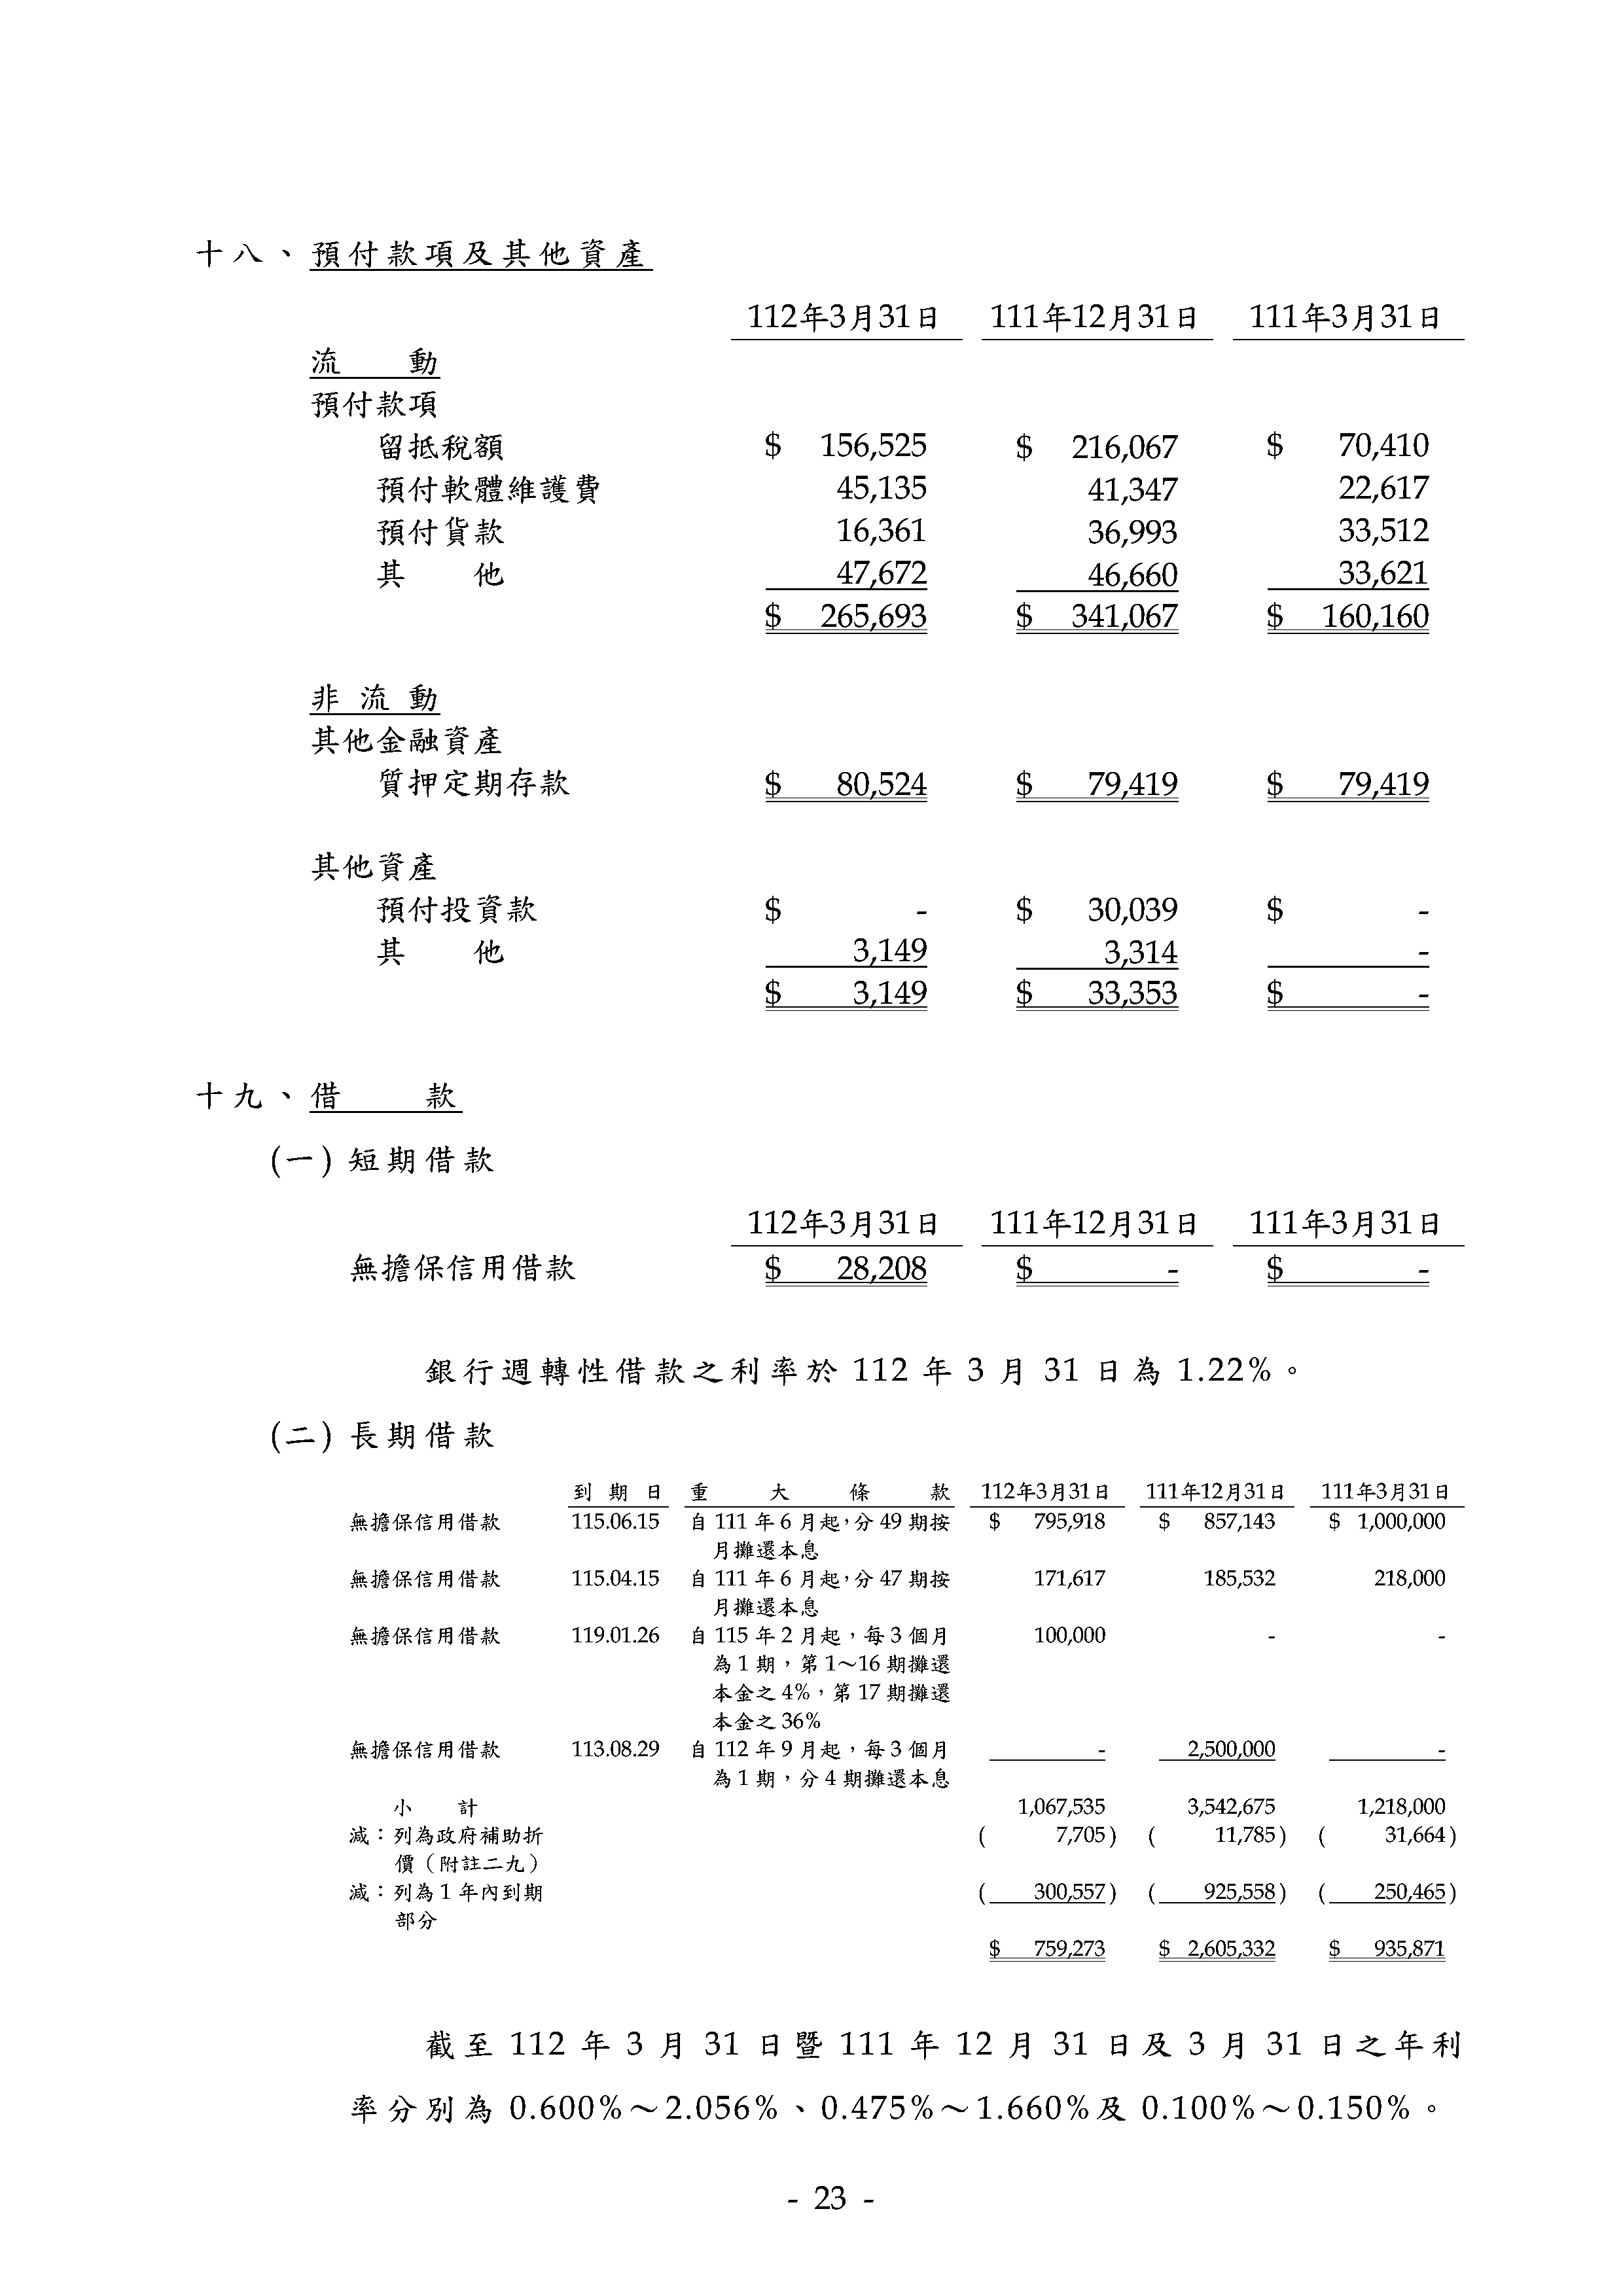 十八、預付款項及其他資產
112年3月31日 111年12月31日 111年3月31日
流 動
預付款項
留抵稅額 $ 156,525 $ 216,067 $ 70,410
預付軟體維護費 45,135 41,347 22,617
預付貨款 16,361 36,993 33,512
其 他 47,672 46,660 33,621
$ 265,693 $ 341,067 $ 160,160
非 流 動
其他金融資產
質押定期存款 $ 80,524 $ 79,419 $ 79,419
其他資產
預付投資款 $ - $ 30,039 $ -
其 他 3,149 3,314 -
$ 3,149 $ 33,353 $ -
十九、借 款
(一) 短期借款
112年3月31日 111年12月31日 111年3月31日
無擔保信用借款 $ 28,208 $ - $ -
銀行週轉性借款之利率於 112 年 3 月 31 日為 1.22%。
(二) 長期借款
到 期 日 重 大 條 款 112年3月31日 111年12月31日 111年3月31日
無擔保信用借款 115.06.15 自 111 年 6 月起，分 49 期按 $ 795,918 $ 857,143 $ 1,000,000
月攤還本息
無擔保信用借款 115.04.15 自 111 年 6 月起，分 47 期按 171,617 185,532 218,000
月攤還本息
無擔保信用借款 119.01.26 自 115 年 2 月起，每 3 個月 100,000 - -
為 1 期，第 1～16 期攤還
本金之 4%，第 17 期攤還
本金之 36%
無擔保信用借款 113.08.29 自 112 年 9 月起，每 3 個月 - 2,500,000 -
為 1 期，分 4 期攤還本息
小 計 1,067,535 3,542,675 1,218,000
減：列為政府補助折 ( 7,705) ( 11,785) ( 31,664)
價（附註二九）
減：列為 1 年內到期 ( 300,557) ( 925,558) ( 250,465)
部分
$ 759,273 $ 2,605,332 $ 935,871
截至 112 年 3 月 31 日暨 111 年 12 月 31 日及 3 月 31 日之年利
率分別為 0.600%～2.056%、0.475%～1.660%及 0.100%～0.150%。
- 23 -